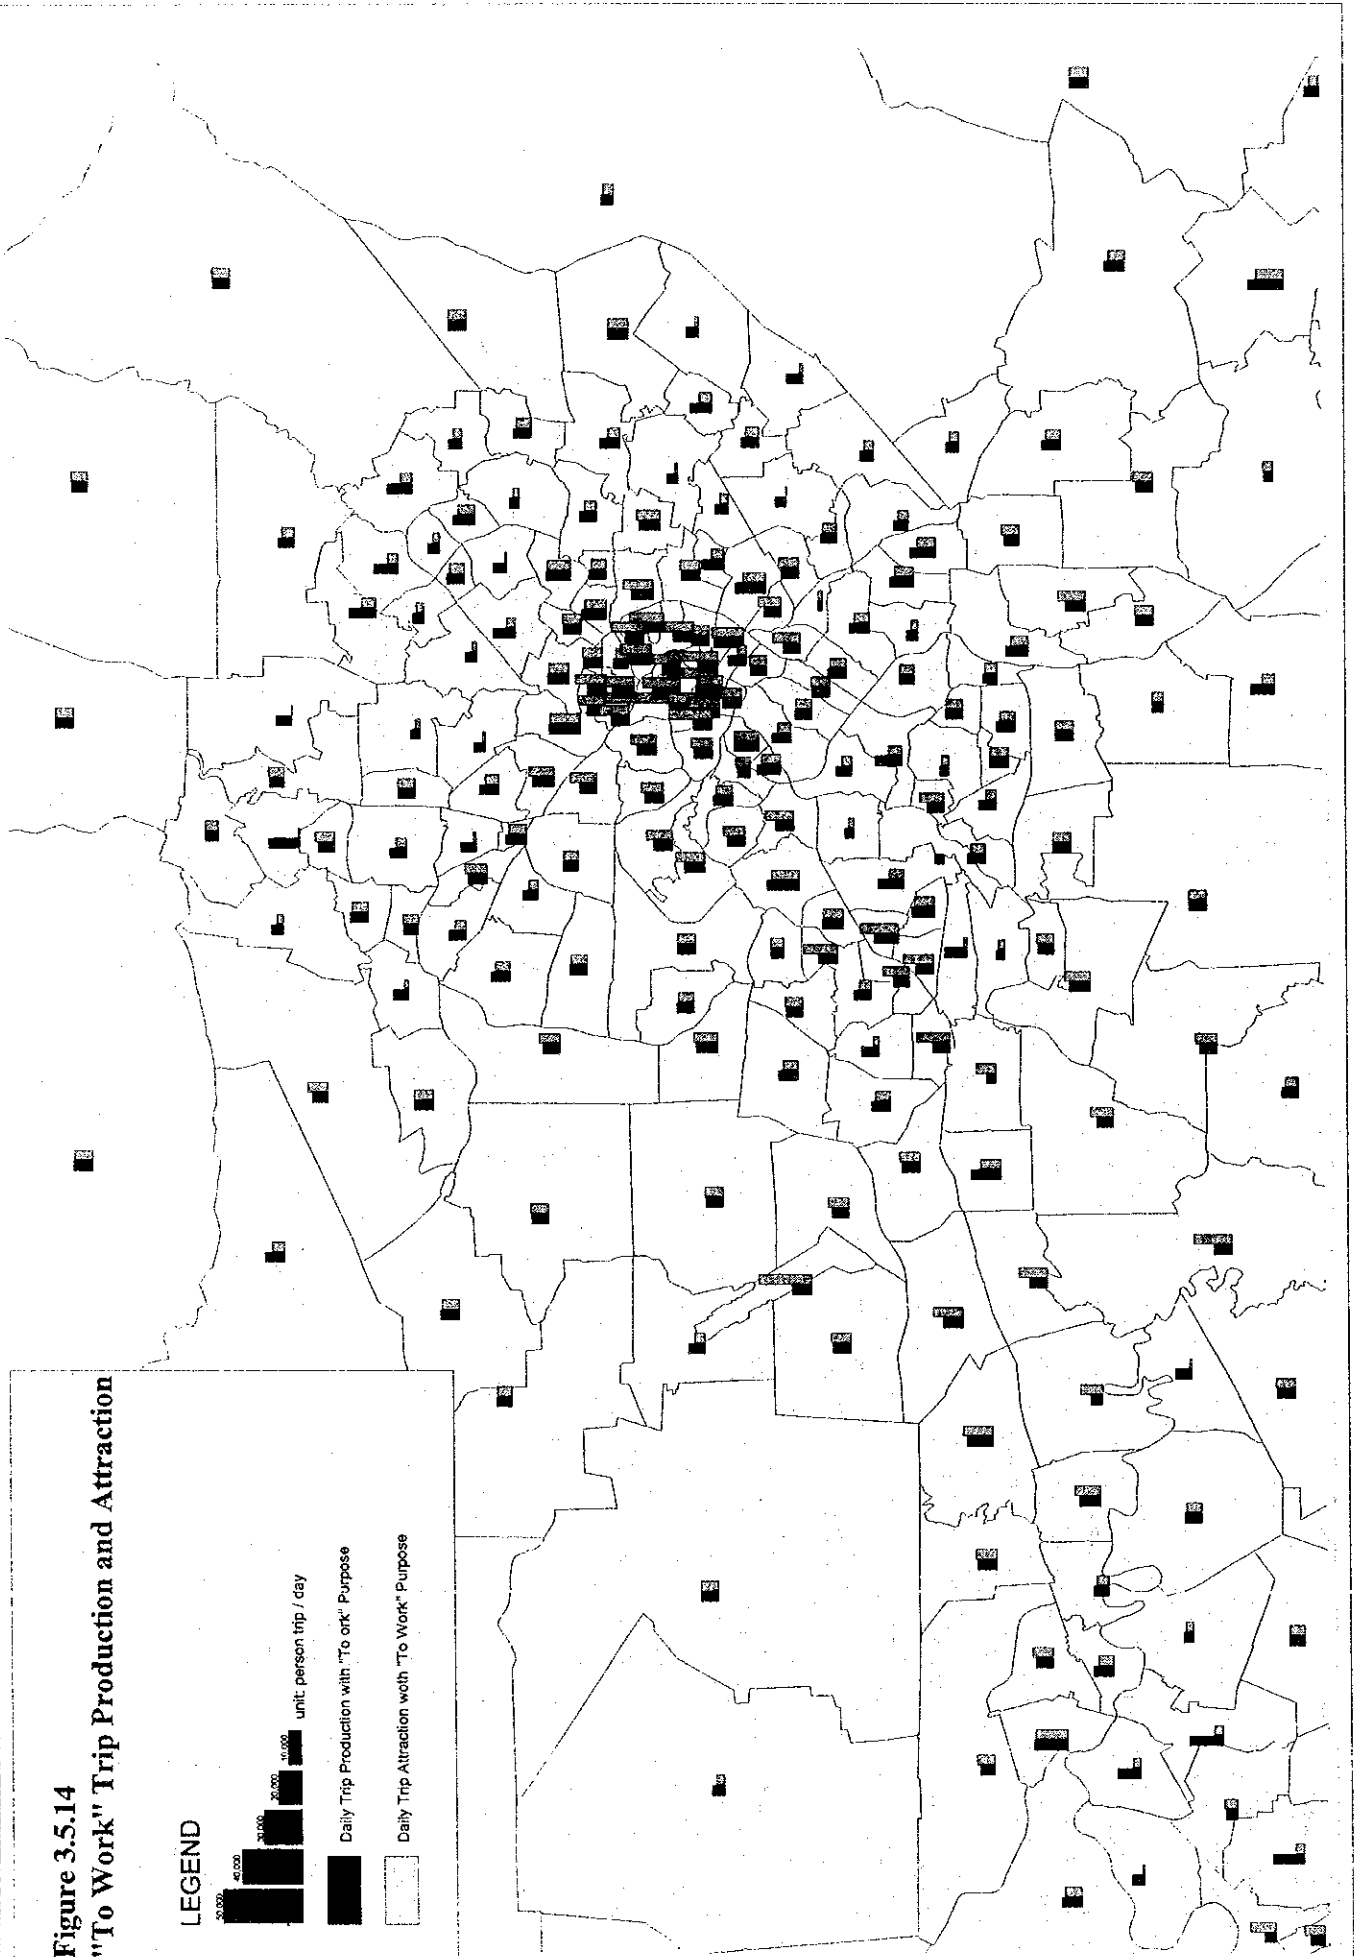 Figure 3.5.14
"To Work" Trip Production and Attraction
LEGEND
50,000
40,000
30,000
20,000
10,000
unit: person trip / day
Daily Trip Production with "To ork" Purpose
Daily Trip Attraction woth "To Work" Purpose